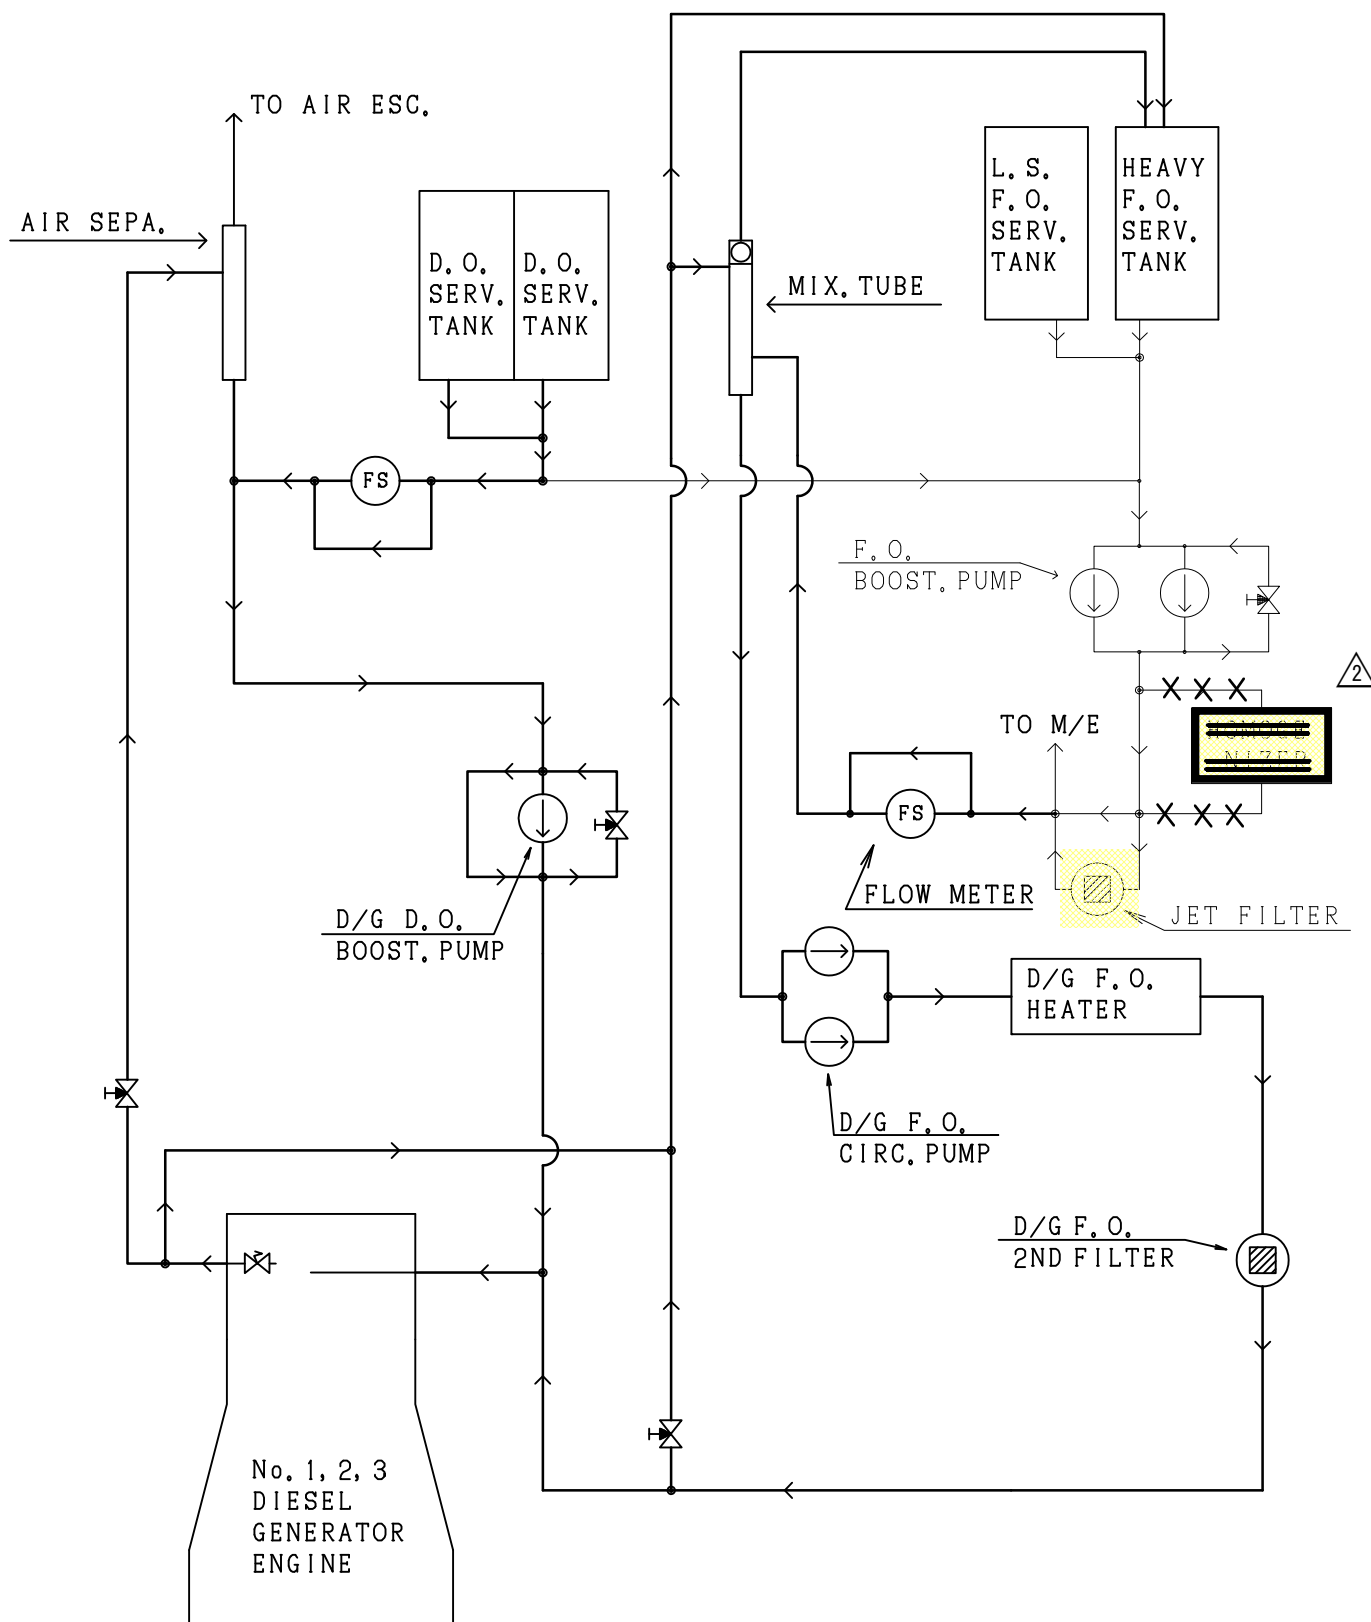 TO AIR ESC.
AIR SEPA.
D.O.
SERV.
TANK
D.O.
SERV.
TANK
L.S.
F.O.
SERV.
TANK
HEAVY
F.O.
SERV.
TANK
MIX.TUBE
FS
F.O.
BOOST.PUMP
2
HOMOGE
NIZER
TO M/E
FS
FLOW METER
JET FILTER
D/G D.O.
BOOST.PUMP
D/G F.O.
HEATER
D/G F.O.
CIRC.PUMP
D/G F.O.
2ND FILTER
No.1,2,3
DIESEL
GENERATOR
ENGINE